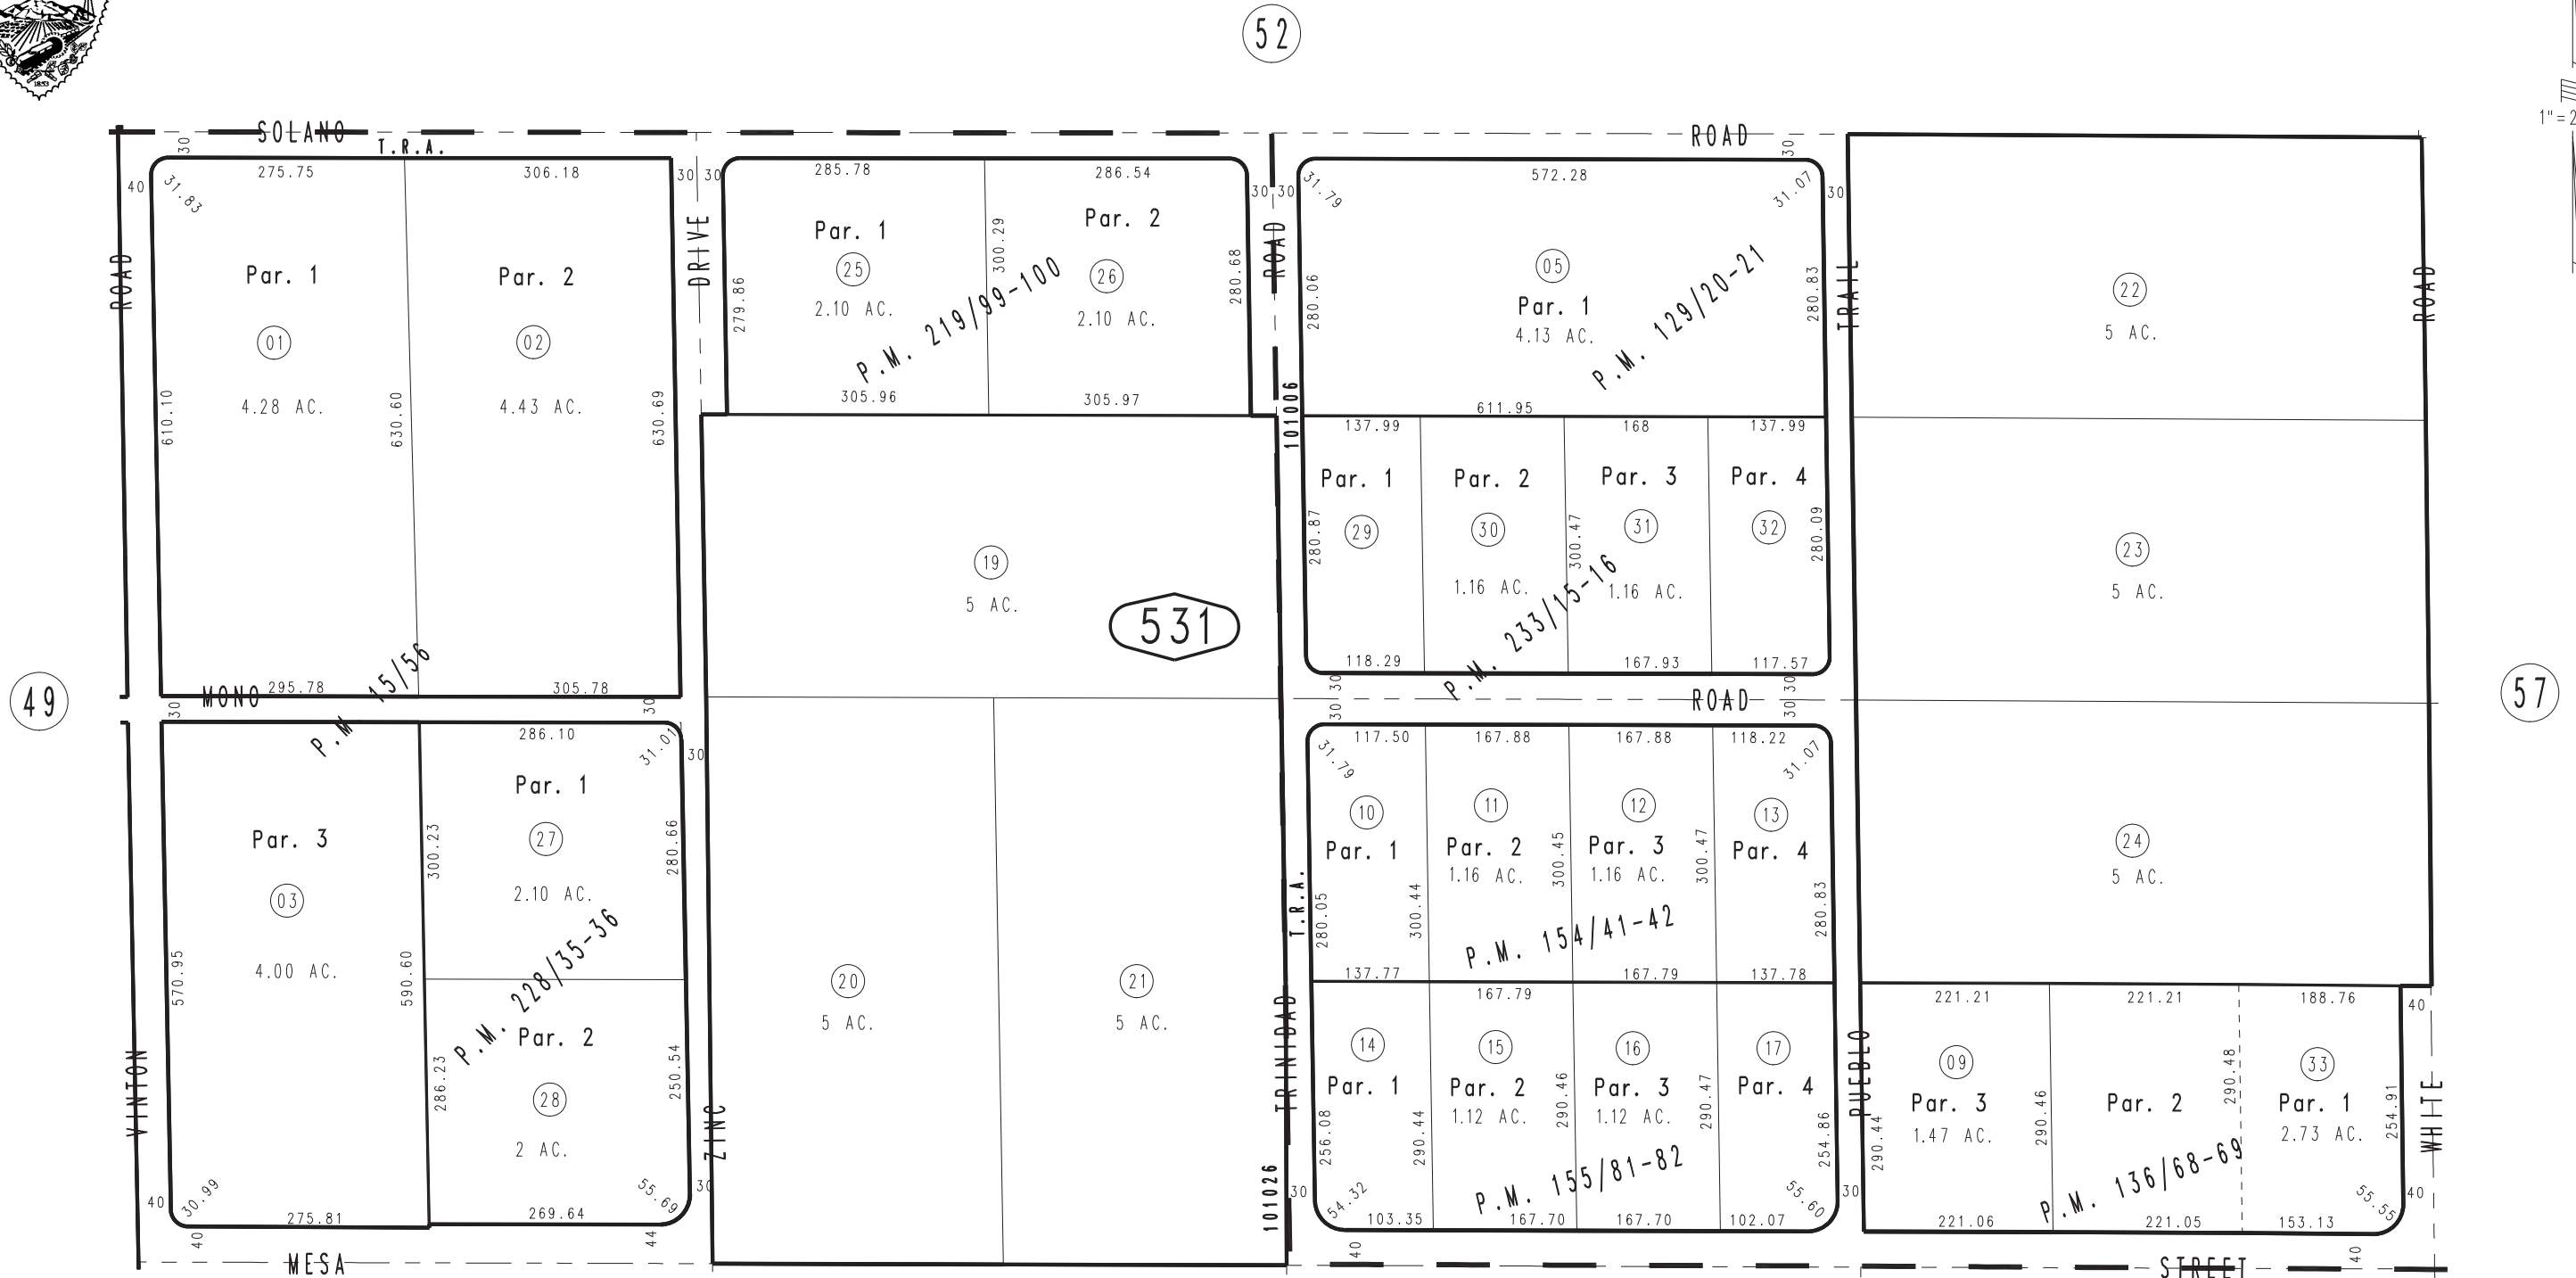 52
1853
1"=2
SOLANO
T.R.A.
ROAD
30
30
40
31.83
275.75
306.18
30
30
285.78
286.54
30
30
31.79
572.28
31.07
30
ROAD
DRIVE
ROAD
TRAIL
ROAD
Par. 1
01
4.28 AC.
610.10
630.60
Par. 2
02
4.43 AC.
630.69
Par. 1
25
2.10 AC.
279.86
300.29
Par. 2
26
2.10 AC.
280.68
P.M. 219/99-100
305.96
305.97
280.06
05
Par. 1
4.13 AC.
280.83
P.M. 129/20-21
611.95
22
5 AC.
101006
137.99
168
137.99
Par. 1
29
280.87
Par. 2
30
1.16 AC.
300.47
Par. 3
31
1.16 AC.
Par. 4
32
280.09
P.M. 233/15-16
118.29
167.93
117.57
19
5 AC.
531
23
5 AC.
49
57
MONO
295.78
305.78
P.M 15/56
30
30
30
30
ROAD
30
30
286.10
31.01
30
Par. 3
03
4.00 AC.
570.95
590.60
Par. 1
27
2.10 AC.
300.23
280.66
P.M. 228/35-36
Par. 2
28
2 AC.
286.23
250.54
20
5 AC.
21
5 AC.
117.50
167.88
167.88
118.22
31.79
31.07
10
Par. 1
280.05
300.44
11
Par. 2
1.16 AC.
300.45
12
Par. 3
1.16 AC.
300.47
13
Par. 4
280.83
P.M. 154/41-42
T.R.A.
137.77
167.79
167.79
137.78
24
5 AC.
14
Par. 1
256.08
290.44
15
Par. 2
1.12 AC.
290.46
16
Par. 3
1.12 AC.
290.47
17
Par. 4
254.86
P.M. 155/81-82
221.21
221.21
188.76
40
09
Par. 3
1.47 AC.
290.44
290.46
Par. 2
290.48
33
Par. 1
2.73 AC.
254.91
P.M. 136/68-69
VINTON
ZINC
TRINIDAD
PUEBLO
WHITE
101026
40
30.99
275.81
269.64
55.69
30
30
54.32
103.35
167.70
167.70
102.07
55.60
30
221.06
221.05
153.13
55.55
40
40
44
40
40
MESA
STREET